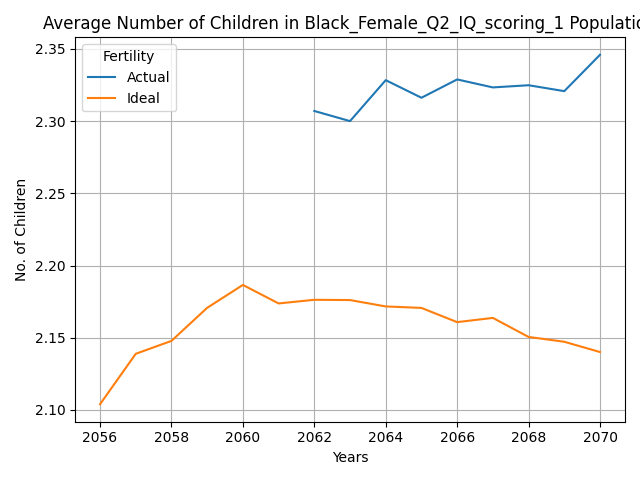 Average Number of Children in Black_Female_Q2_IQ_scoring_1 Populatio
Fertility
Actual
Ideal
2.35
2.30
2.25
2.20
2.15
2.10
No. of Children
2056 2058 2060 2062 2064 2066 2068 2070
Years